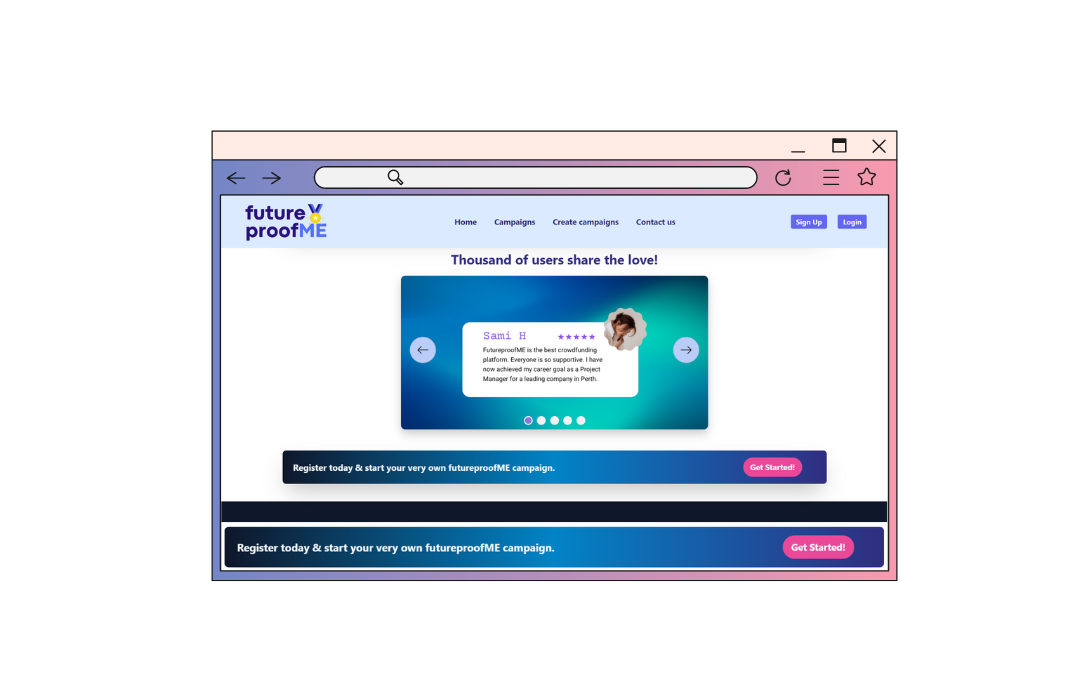 future
proofME
Home Campaigns Create campaigns Contact us
Sign Up Login
Thousand of users share the love!
Sami H ★★★★★
FutureproofME is the best crowdfunding
platform. Everyone is so supportive. I have
now achieved my career goal as a Project
Manager for a leading company in Perth.
Register today & start your very own futureproofME campaign. Get Started!
Register today & start your very own futureproofME campaign. Get Started!